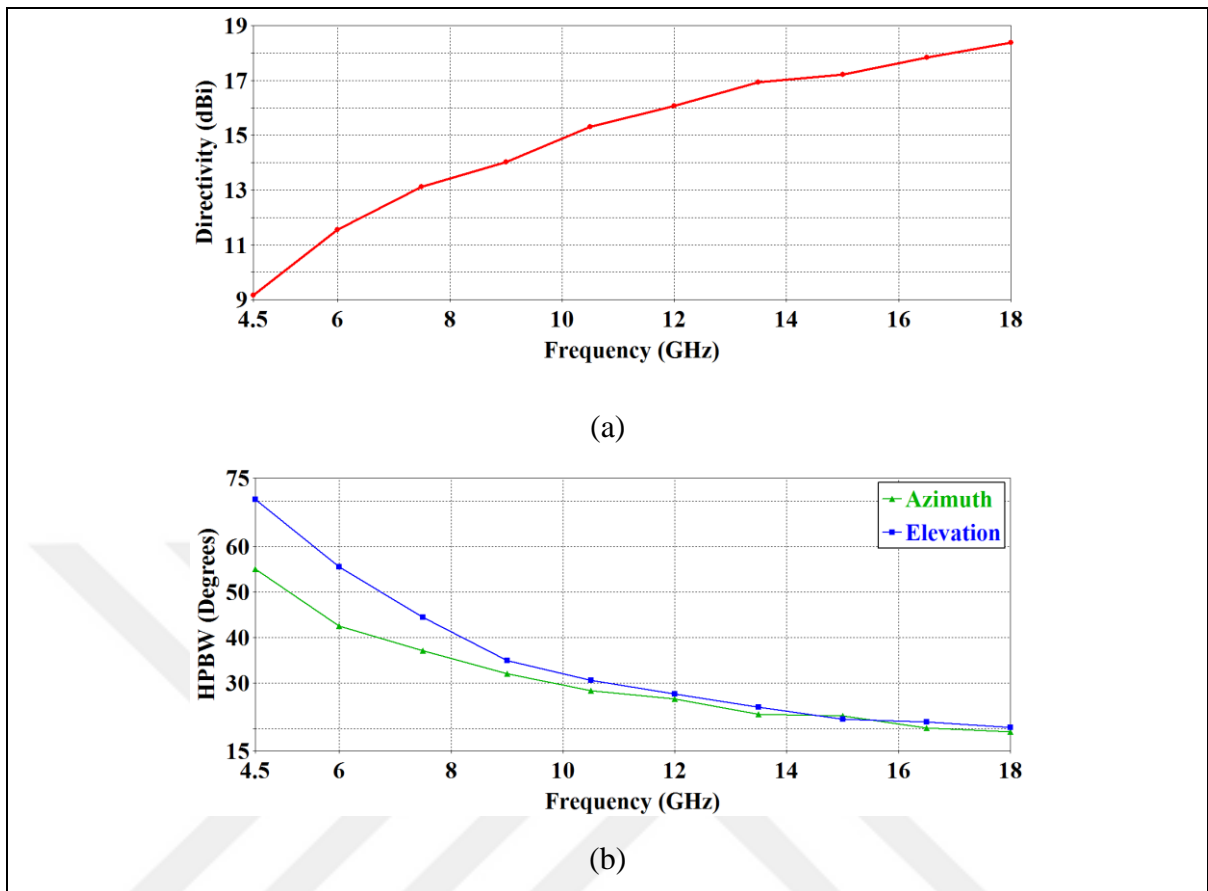 19
17
15
13
11
9
Directivity (dBi)
4.5 6 8 10 12 14 16 18
Frequency (GHz)
(a)
75
60
50
40
30
15
HPBW (Degrees)
Azimuth
Elevation
4.5 6 8 10 12 14 16 18
Frequency (GHz)
(b)